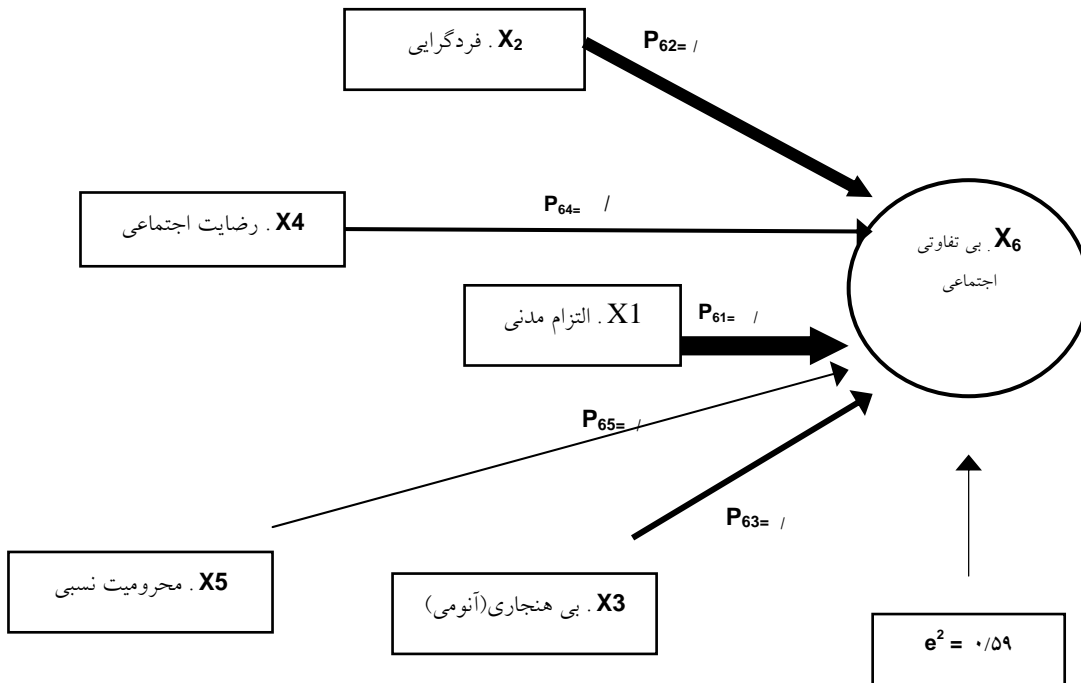 X2 . فردگرایی
P62= /
X4 . رضایت اجتماعی
P64= /
X6 . بی تفاوتی
اجتماعی
X1 . التزام مدنی
P61= /
P65= /
P63= /
X5 . محرومیت نسبی
X3 . بی هنجاری(آنومی)
e2 = ۰/۵۹